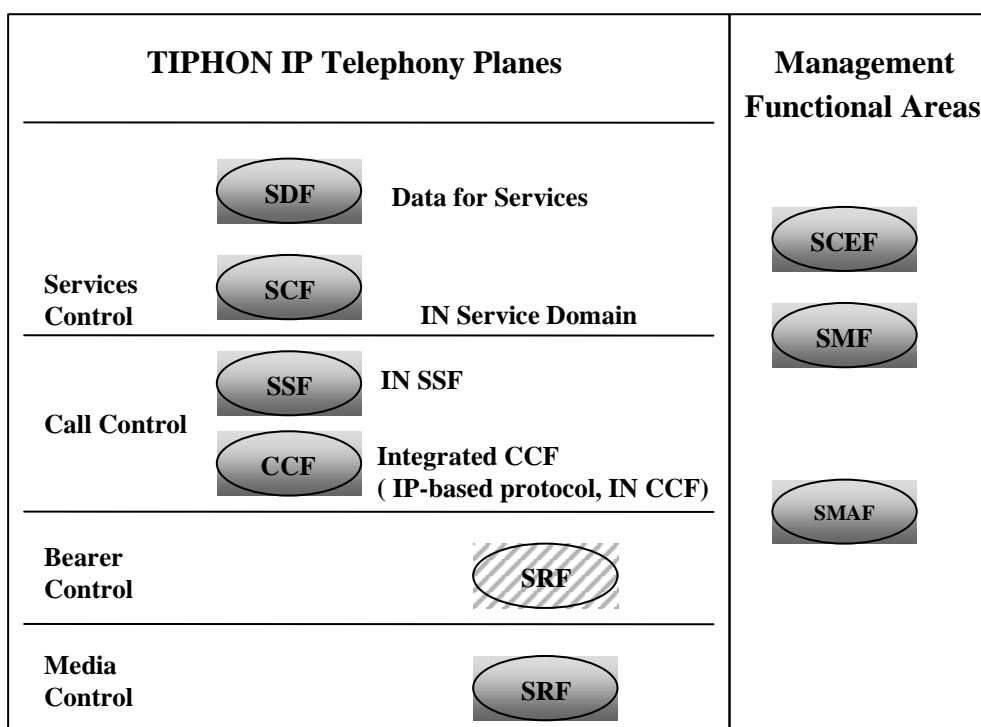 TIPHON IP Telephony Planes
Management
Functional Areas
SDF
Data for Services
SCEF
Services
Control
SCF
IN Service Domain
SMF
SSF
IN SSF
Call Control
CCF
Integrated CCF
( IP-based protocol, IN CCF)
SMAF
Bearer
Control
SRF
Media
Control
SRF